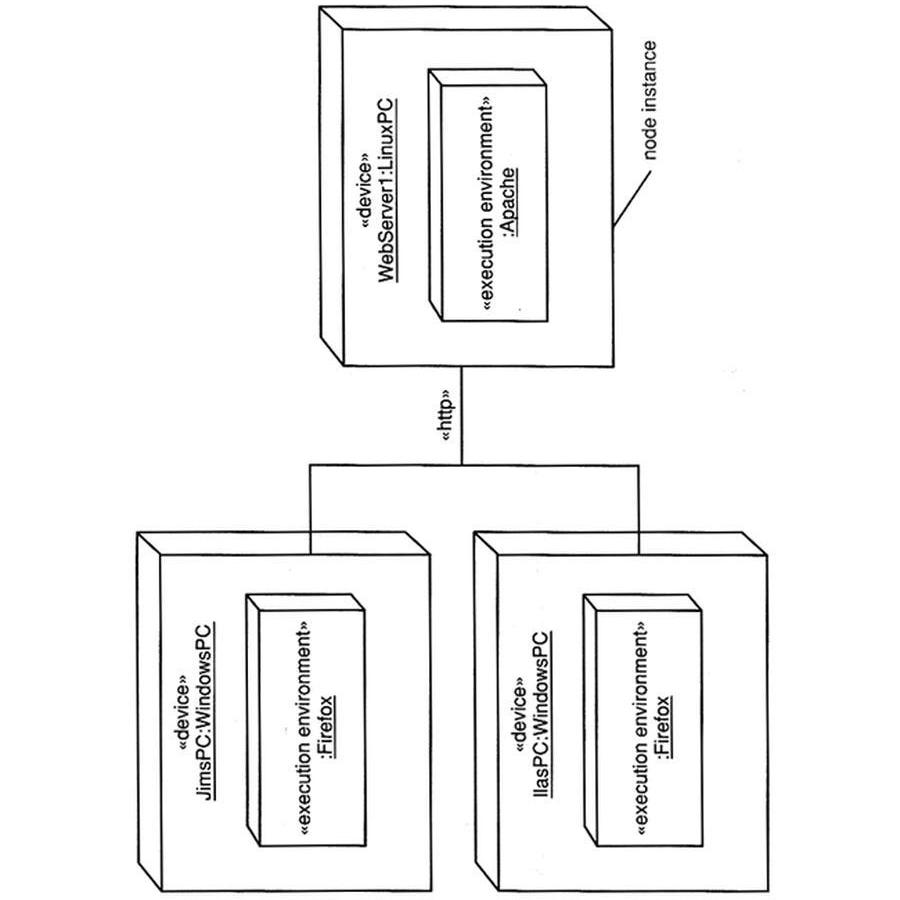 «device»
JimsPC:WindowsPC
«execution environment»
:Firefox
«device»
IlasPC:WindowsPC
«execution environment»
:Firefox
«http»
«device»
WebServer1:LinuxPC
«execution environment»
:Apache
node instance